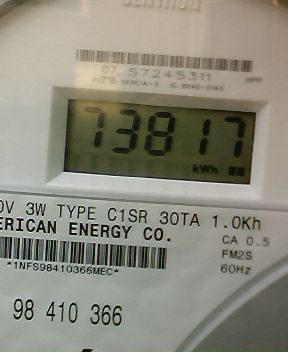 CENTRON
07 57245311
73817
kWh
0V 3W TYPE C1SR 30TA 1.0Kh
ERICAN ENERGY CO.
CA 0.5
FM2S
*1NFS98410366MEC*
60Hz
98 410 366